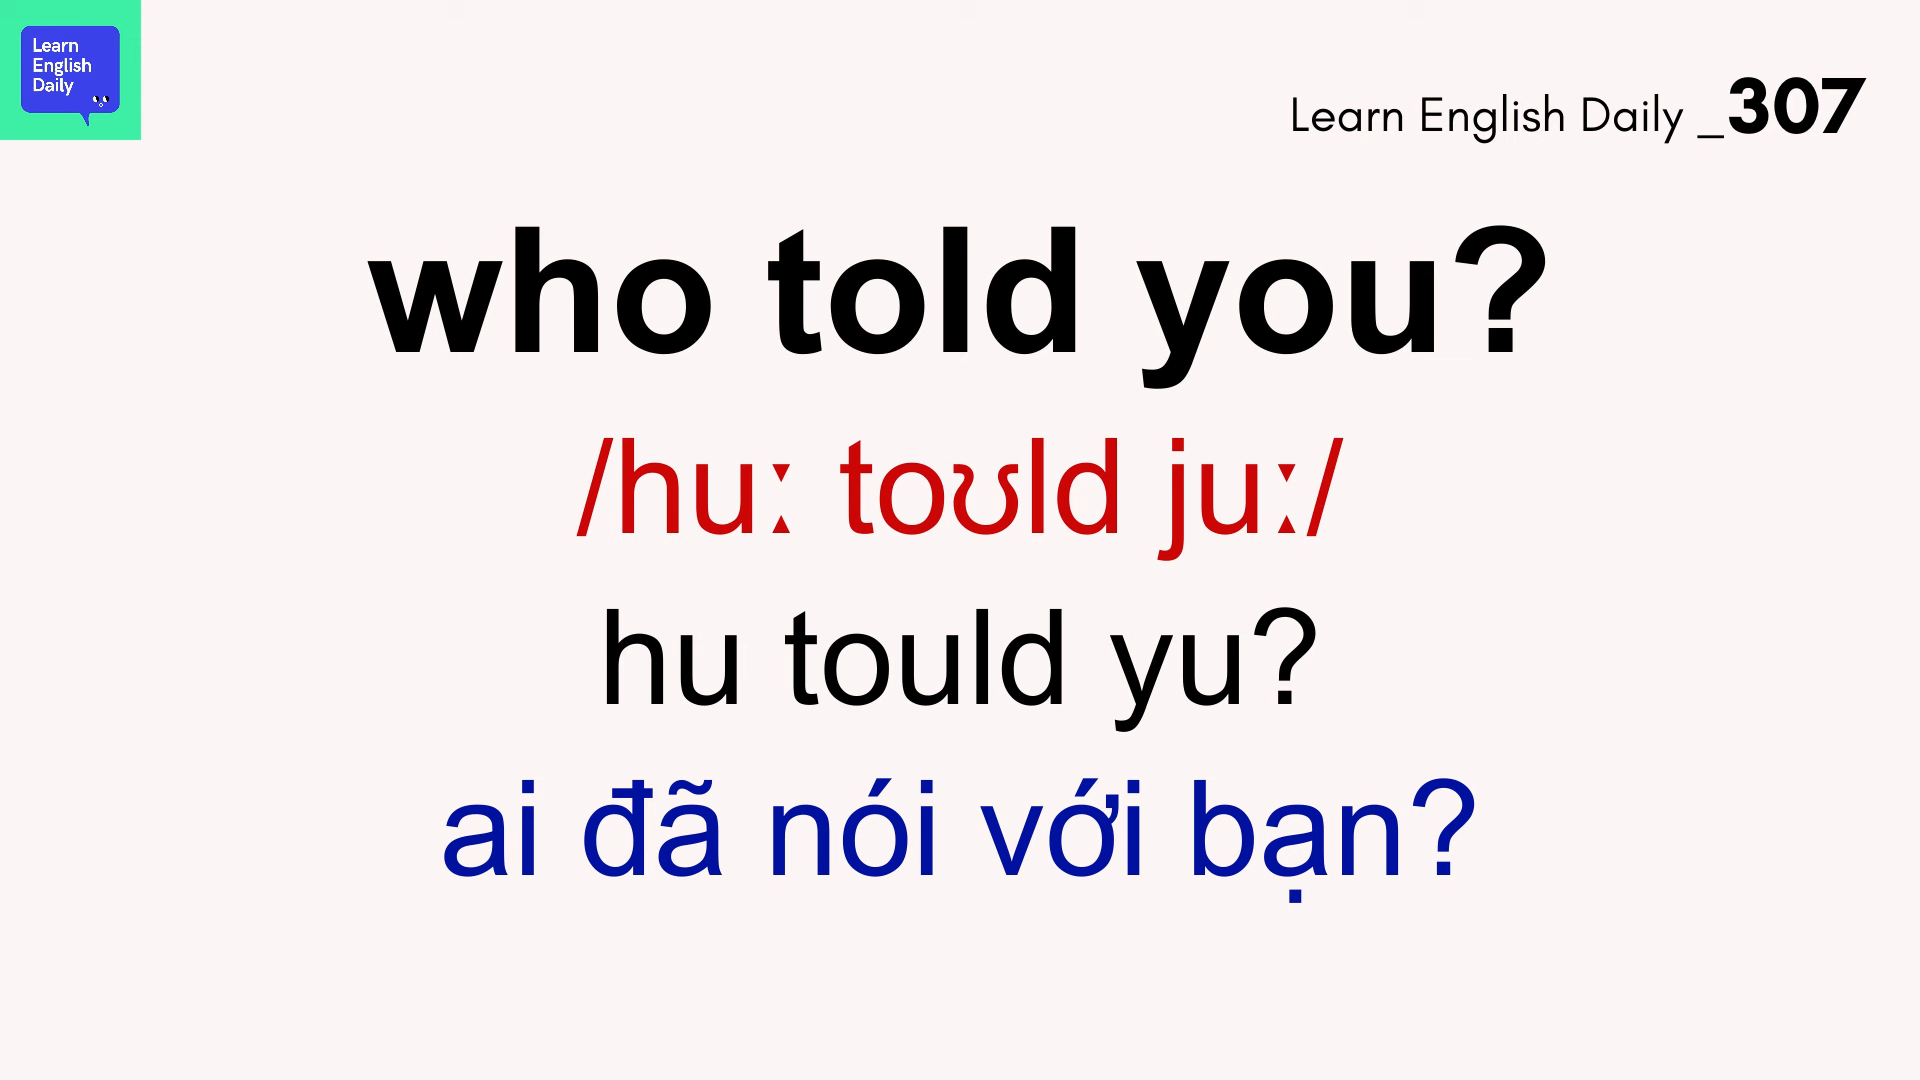 Learn
English
Daily
Learn English Daily _307
who told you?
/huː toʊld juː/
hu tould yu?
ai đã nói với bạn?